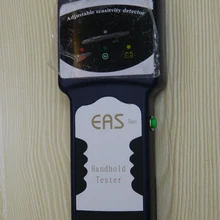 Adjustable sensitivity detector
EAS
Handhold
Tester